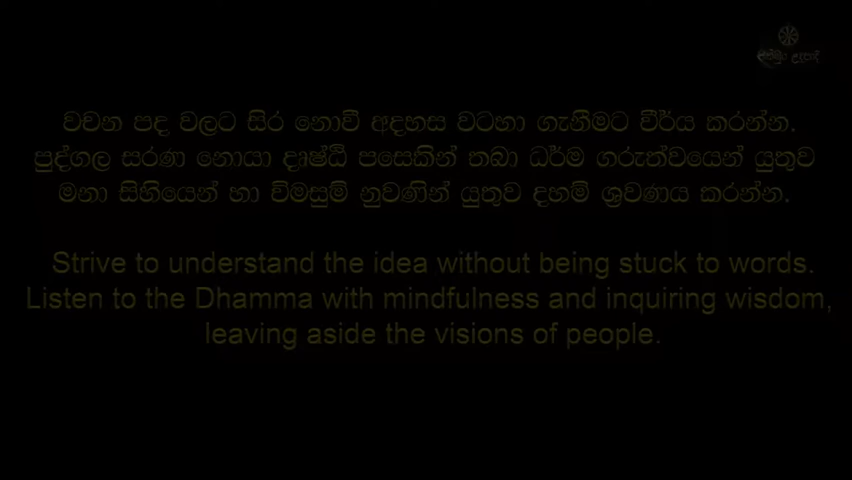 වචන පද වලට සිර නොවී අදහස වටහා ගැනීමට වීර්ය කරන්න.
පුද්ගල සරණ නොයා දෘෂ්ඨි පසෙකින් තබා ධර්ම ගරුත්වයෙන් යුතුව
මනා සිහියෙන් හා විමසුම් නුවණින් යුතුව දහම් ශ්‍රවණය කරන්න.
Strive to understand the idea without being stuck to words.
Listen to the Dhamma with mindfulness and inquiring wisdom,
leaving aside the visions of people.